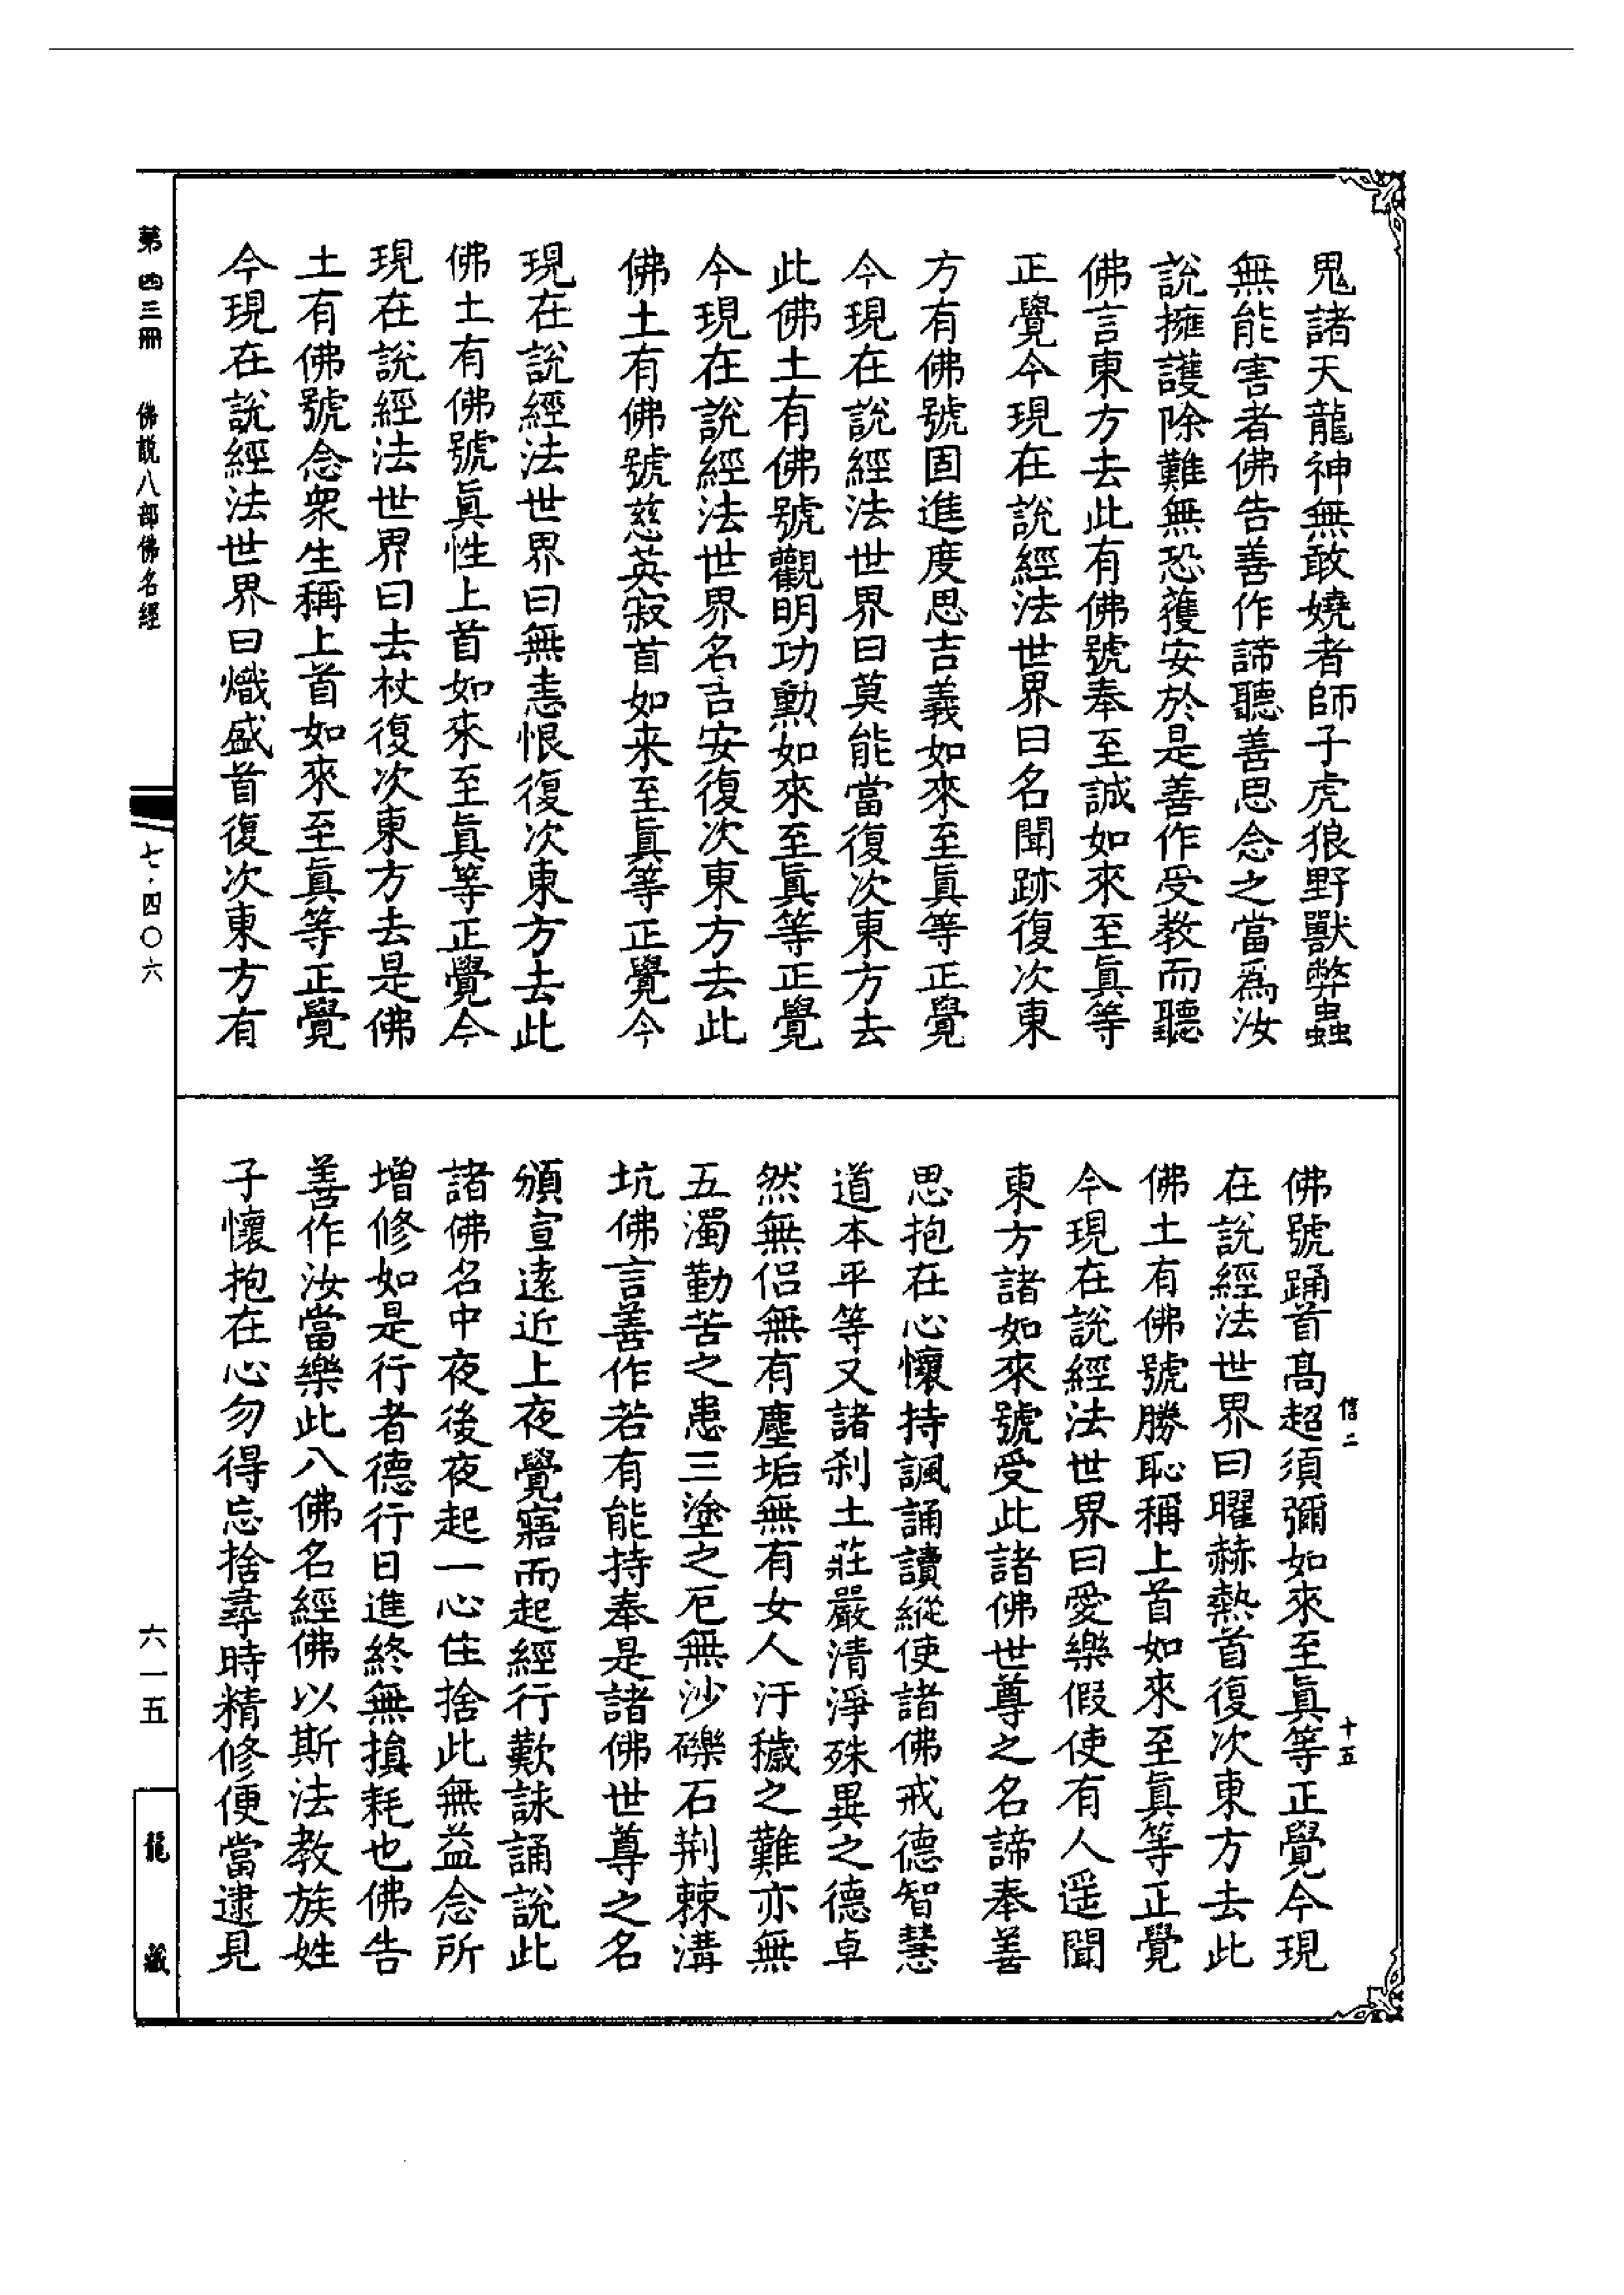 鬼諸天龍神無敢嬈者師子虎狼野獸弊蟲
無能害者佛告善作諦聽善思念之當爲汝
說擁護除難無恐護安於是善作受教而聽
佛言東方去此有佛號奉至誠如來至眞等
正覺今現在說經法世界曰名聞跡復次東
方有佛號固進度思吉義如來至眞等正覺
今現在說經法世界曰莫能當復次東方去
此佛土有佛號觀明功勳如來至眞等正覺
今現在說經法世界名言安復次東方去此
佛土有佛號慈英寂首如来至眞等正覺今
現在說經法世界曰無恚恨復次東方去此
佛土有佛號眞性上首如來至眞等正覺今
現在說經法世界曰去杖復次東方去是佛
土有佛號念衆生稱上首如來至眞等正覺
今現在說經法世界曰熾盛首復次東方有
佛號踊首高超須彌如來至眞等正覺今現
在說經法世界曰曜赫熱首復次東方去此
佛土有佛號勝恥稱上首如來至眞等正覺
今現在說經法世界曰愛樂假使有人遥聞
東方諸如來號受此諸佛世尊之名諦奉善
思抱在心懷持諷誦讀縱使諸佛戒德智慧
道本平等又諸刹土莊嚴清淨殊異之德卓
然無侶無有塵垢無有女人汙穢之難亦無
五濁勤苦之患三塗之厄無沙礫石荆棘溝
坑佛言善作若有能持奉是諸佛世尊之名
頒宣遠近上夜覺寤而起經行歎詠誦說此
諸佛名中夜後夜起一心住捨此無益念所
增修如是行者德行日進終無損耗也佛告
善作汝當樂此八佛名經佛以斯法教族姓
子懷抱在心勿得忘捨尋時精修便當逮見
信二
十五
第四三冊 佛説八部佛名經
七·四〇六
六一五
龍藏